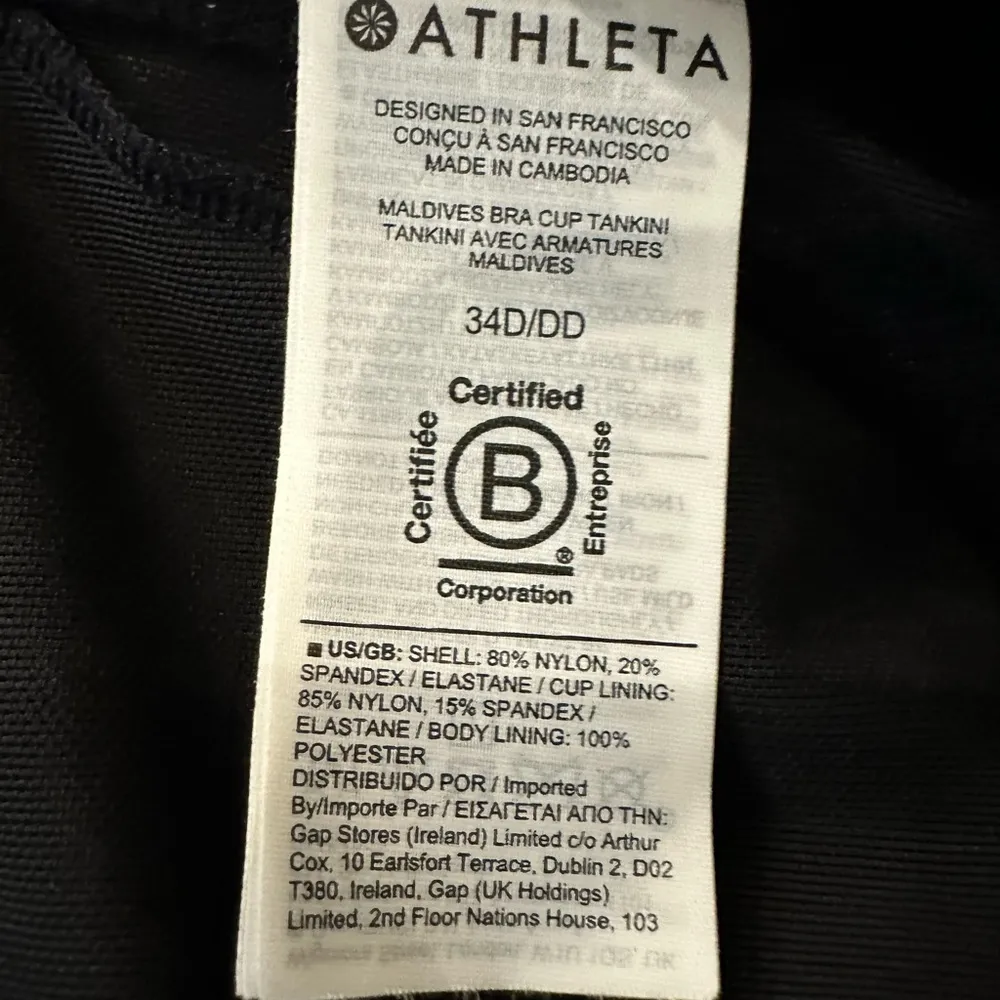 ATHLETA
DESIGNED IN SAN FRANCISCO
CONÇU À SAN FRANCISCO
MADE IN CAMBODIA
MALDIVES BRA CUP TANKINI
TANKINI AVEC ARMATURES
MALDIVES
34D/DD
Certified
Certifiée
B
Entreprise
®
Corporation
■ US/GB: SHELL: 80% NYLON, 20%
SPANDEX / ELASTANE / CUP LINING:
85% NYLON, 15% SPANDEX /
ELASTANE / BODY LINING: 100%
POLYESTER
DISTRIBUIDO POR / Imported
By/Importe Par / ΕΙΣΑΓΕΤΑΙ ΑΠΟ ΤΗΝ:
Gap Stores (Ireland) Limited c/o Arthur
Cox, 10 Earlsfort Terrace, Dublin 2, D02
T380, Ireland, Gap (UK Holdings)
Limited, 2nd Floor Nations House, 103